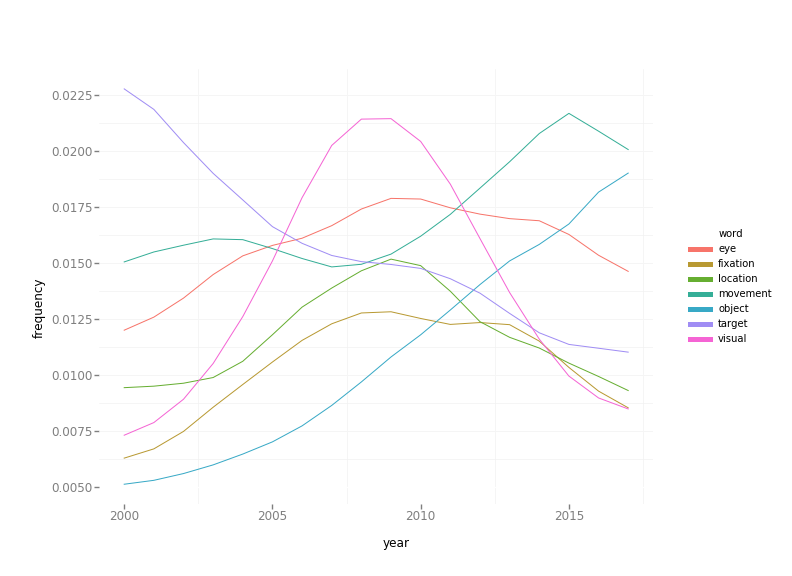 0.0225
0.0200
0.0175
0.0150
0.0125
0.0100
0.0075
0.0050
frequency
2000 2005 2010 2015
year
word
eye
fixation
location
movement
object
target
visual